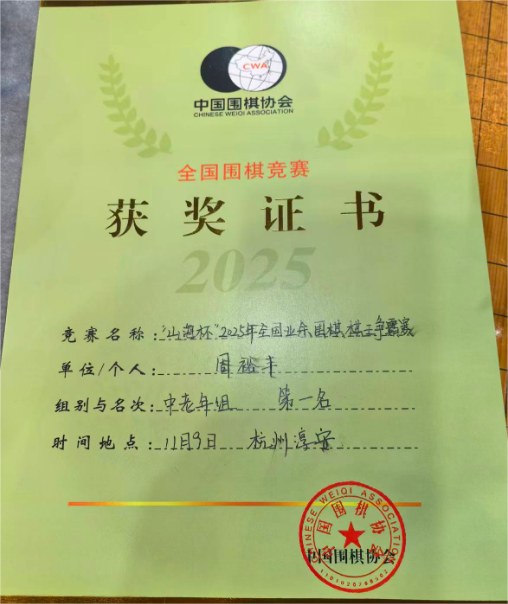 CWA
中国围棋协会
CHINESE WEIQI ASSOCIATION
全国围棋竞赛
获奖证书
2025
竞赛名称："山海杯"2025年全国业余围棋棋王争霸赛
单位/个人：周裕丰
组别与名次：中老年组 第一名
时间地点：11月9日 杭州淳安
CHINESE WEIQI ASSOCIATION
中国围棋协会
中国围棋协会